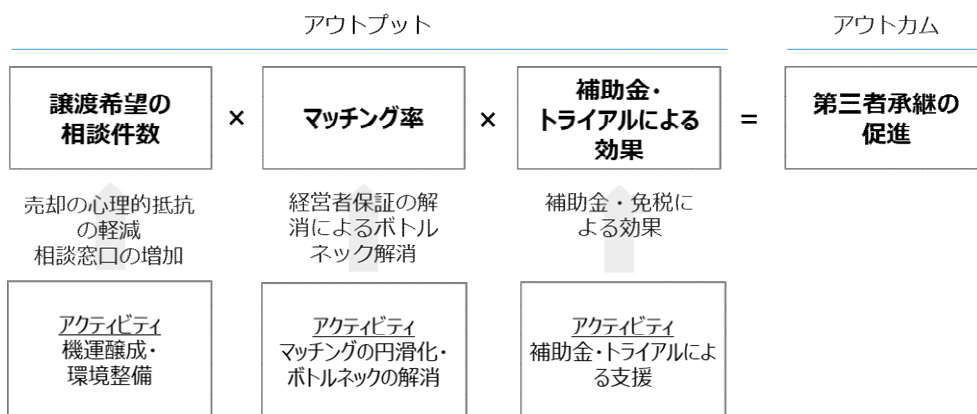 アウトプット
アウトカム
譲渡希望の
相談件数
×
マッチング率
×
補助金・
トライアルによる
効果
=
第三者承継の
促進
売却の心理的抵抗
の軽減
相談窓口の増加
経営者保証の解
消によるボトル
ネック解消
補助金・免税に
よる効果
アクティビティ
機運醸成・
環境整備
アクティビティ
マッチングの円滑化・
ボトルネックの解消
アクティビティ
補助金・トライアルによ
る支援